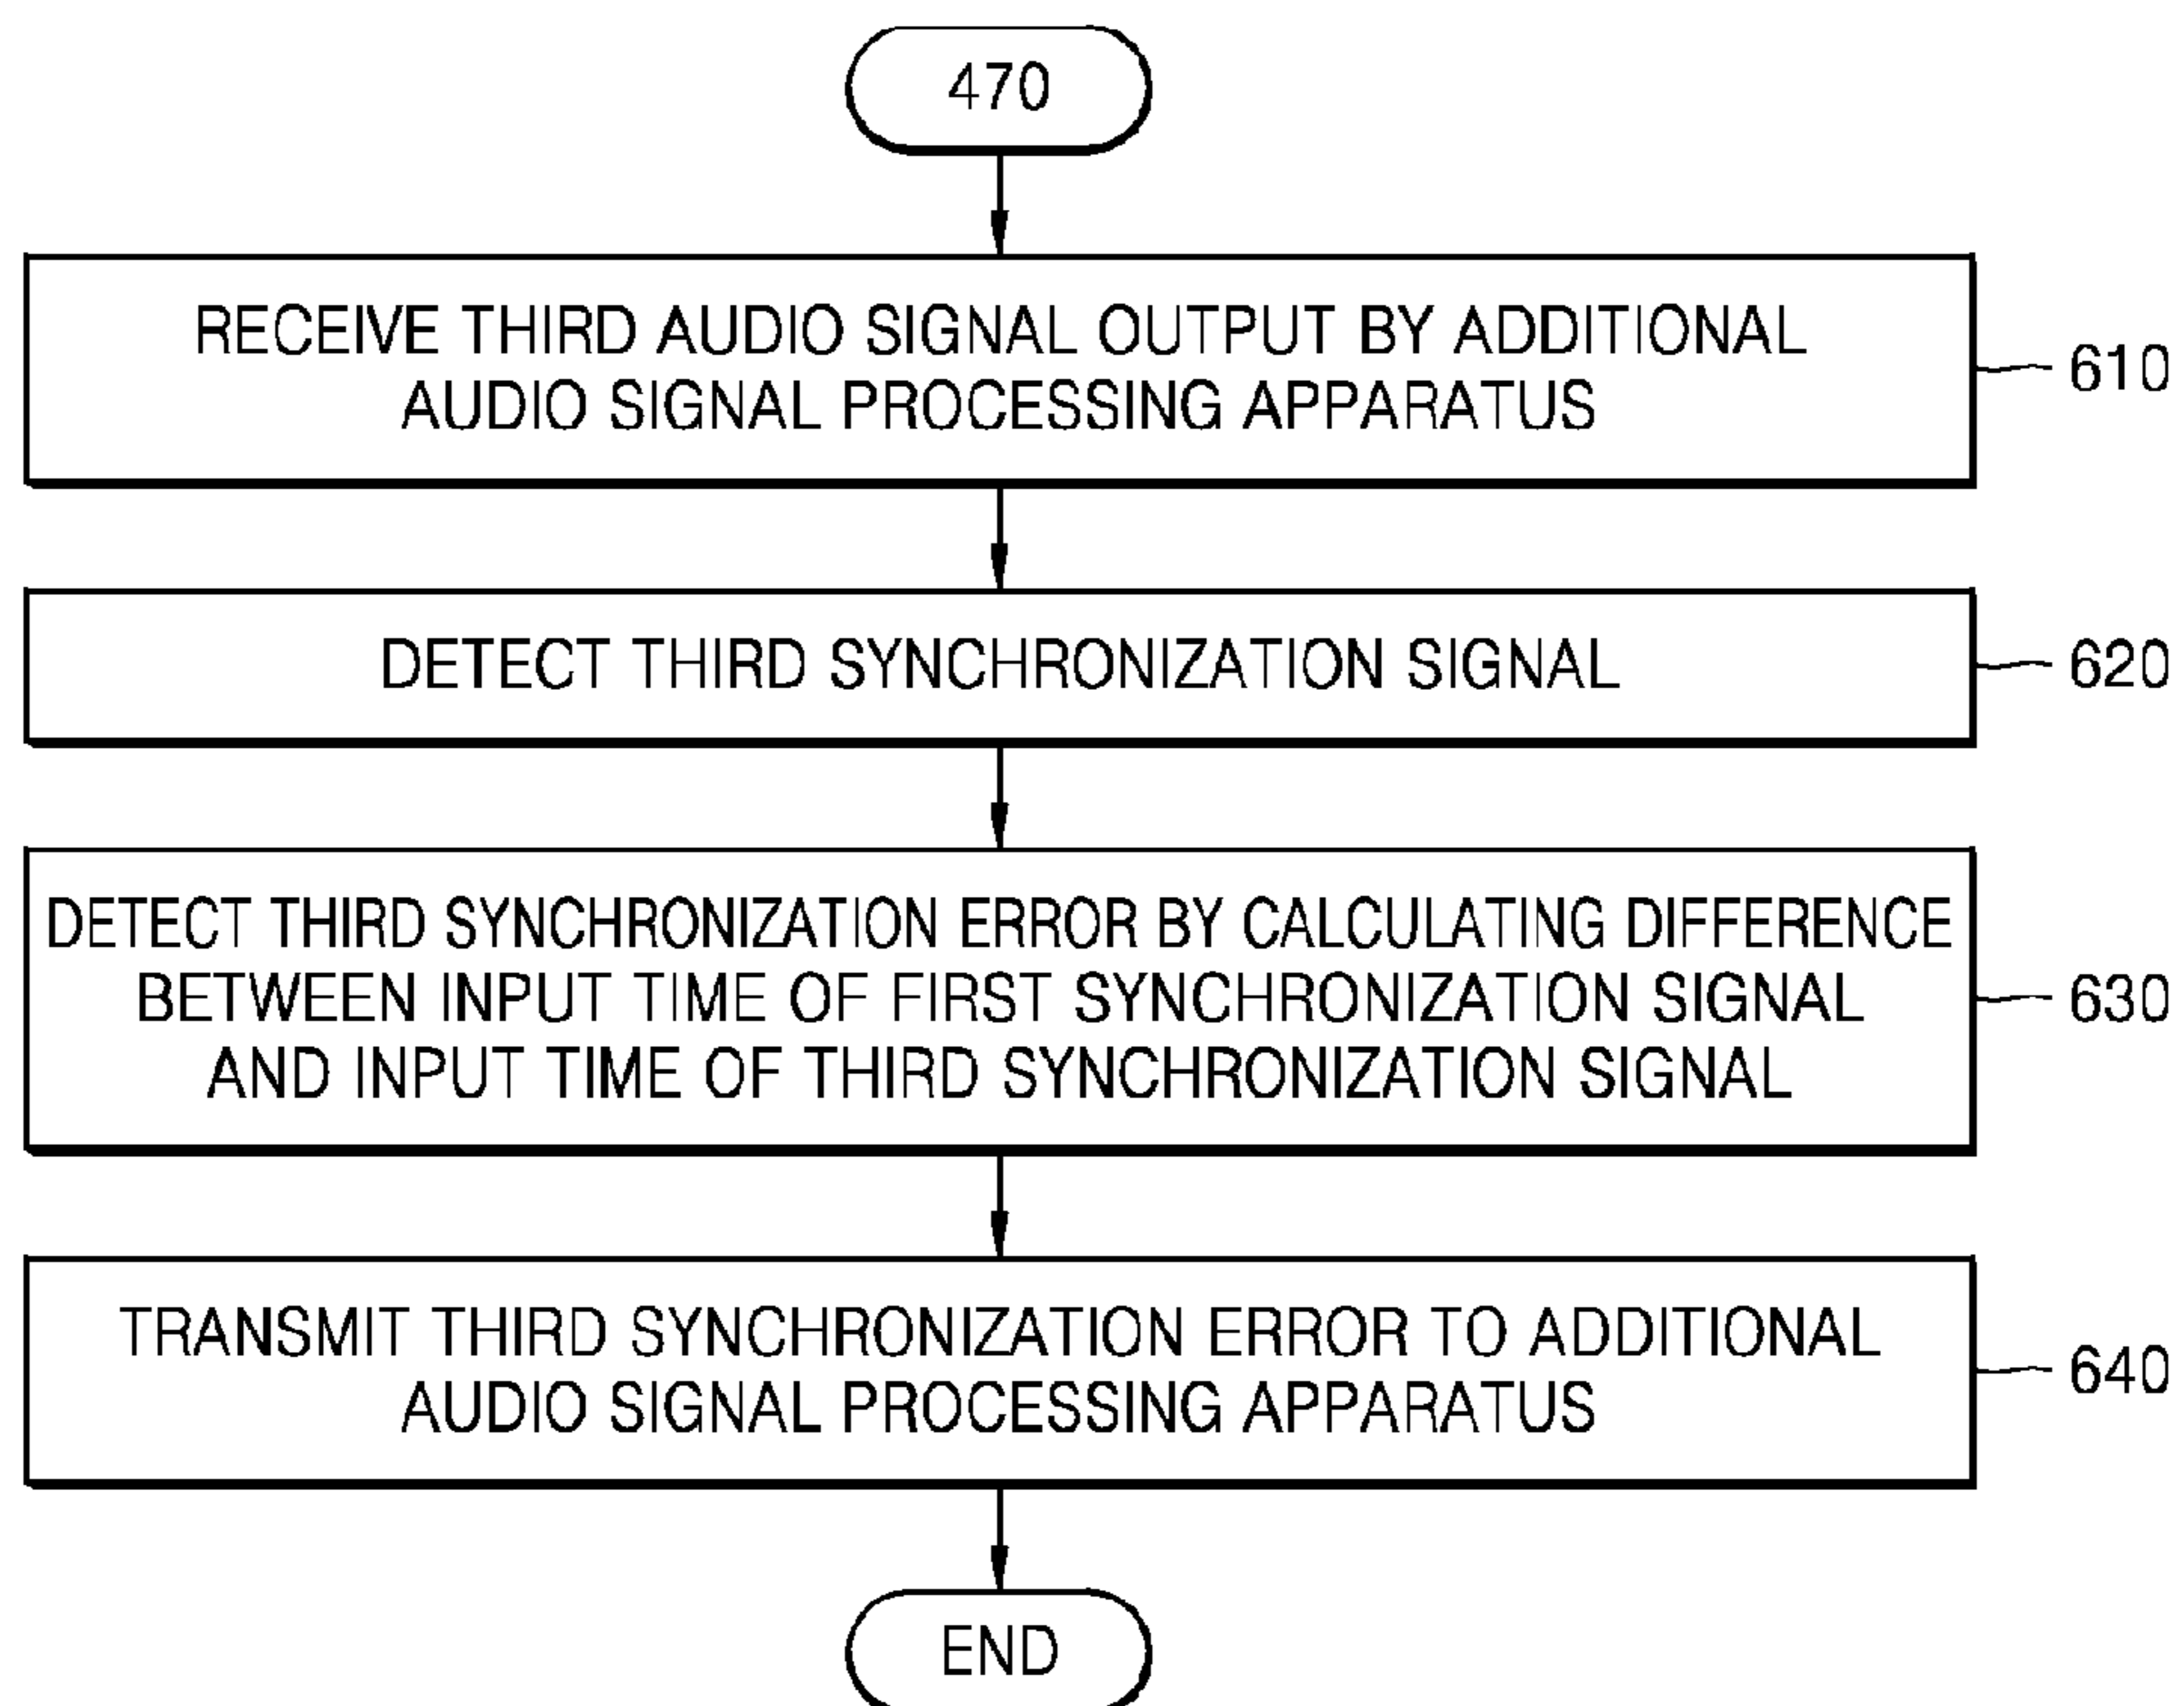 470
RECEIVE THIRD AUDIO SIGNAL OUTPUT BY ADDITIONAL
AUDIO SIGNAL PROCESSING APPARATUS
610
DETECT THIRD SYNCHRONIZATION SIGNAL
620
DETECT THIRD SYNCHRONIZATION ERROR BY CALCULATING DIFFERENCE
BETWEEN INPUT TIME OF FIRST SYNCHRONIZATION SIGNAL
AND INPUT TIME OF THIRD SYNCHRONIZATION SIGNAL
630
TRANSMIT THIRD SYNCHRONIZATION ERROR TO ADDITIONAL
AUDIO SIGNAL PROCESSING APPARATUS
640
END